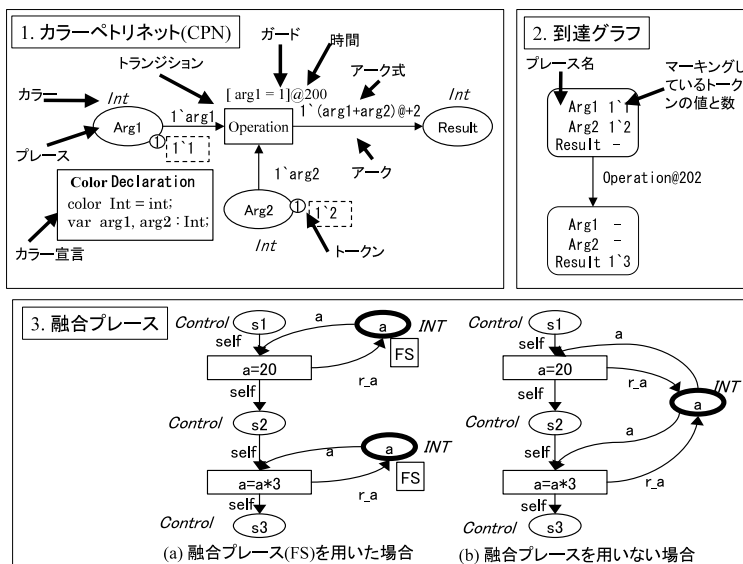 1. カラーペトリネット(CPN)
ガード
時間
トランジション
アーク式
カラー
Int
[ arg1 = 1]@200
Int
Arg1
1`arg1
Operation
1`(arg1+arg2)@+2
Result
プレース
1
1`1
アーク
1`arg2
Color Declaration
color Int = int;
var arg1, arg2 : Int;
カラー宣言
Arg2
1
1`2
Int
トークン
2. 到達グラフ
プレース名
マーキングし
ているトーク
ンの値と数
Arg1 1`1
Arg2 1`2
Result -
Operation@202
Arg1 -
Arg2 -
Result 1`3
3. 融合プレース
Control
s1
a
a
INT
self
FS
a=20
r_a
self
Control
s2
a
a
INT
self
FS
a=a*3
r_a
self
Control
s3
(a) 融合プレース(FS)を用いた場合
Control
s1
a
self
a=20
r_a
INT
self
a
Control
s2
a
self
a=a*3
r_a
self
Control
s3
(b) 融合プレースを用いない場合